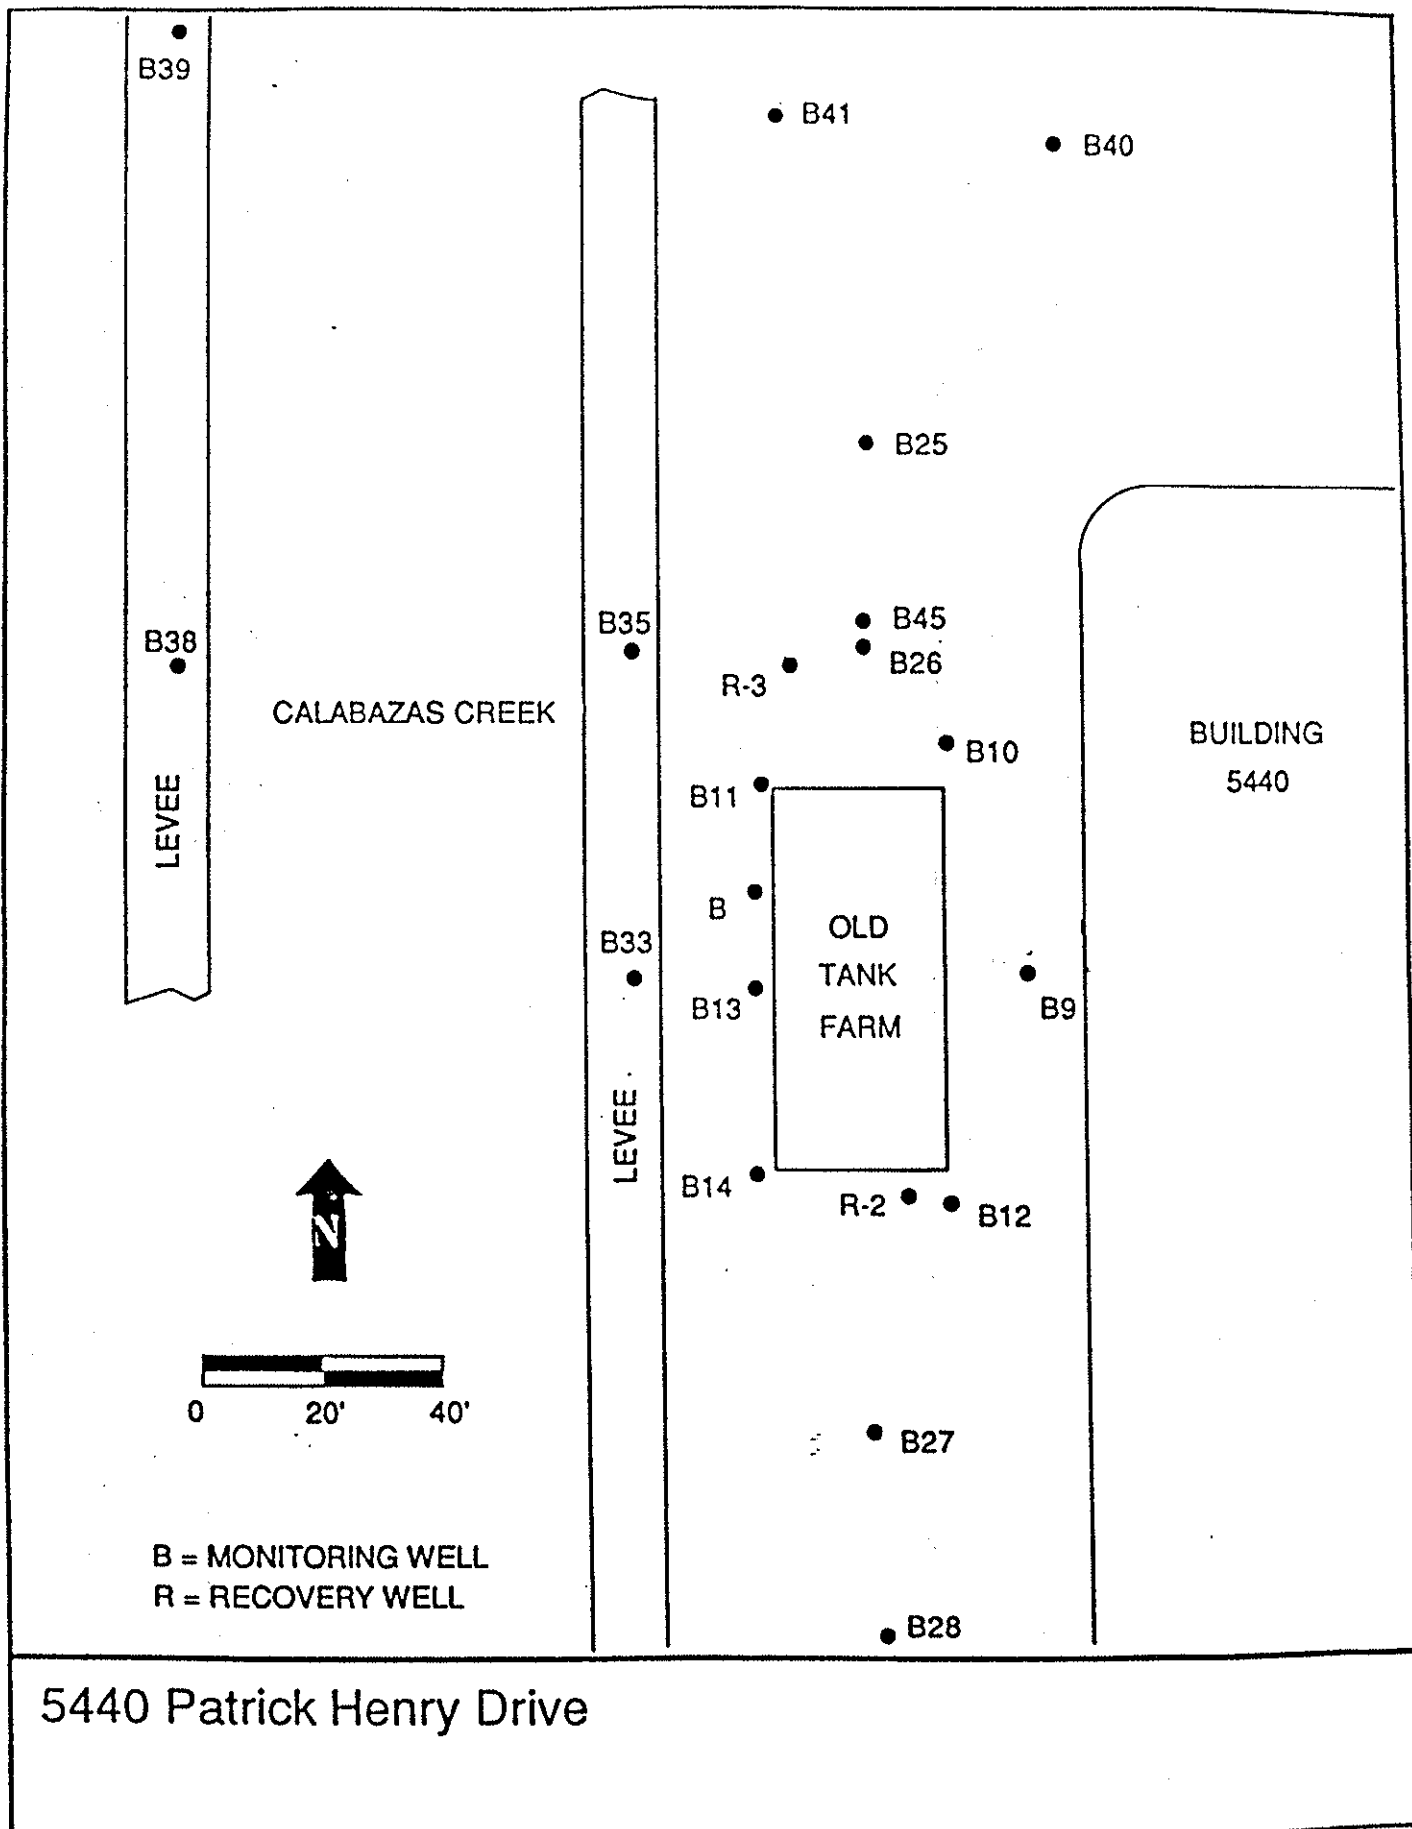 B39
B41
B40
B25
B35
B45
B38
B26
R-3
CALABAZAS CREEK
BUILDING
5440
B10
B11
LEVEE
B
OLD
TANK
FARM
B33
B13
B9
LEVEE
B14
R-2
B12
N
0 20' 40'
B27
B = MONITORING WELL
R = RECOVERY WELL
B28
5440 Patrick Henry Drive